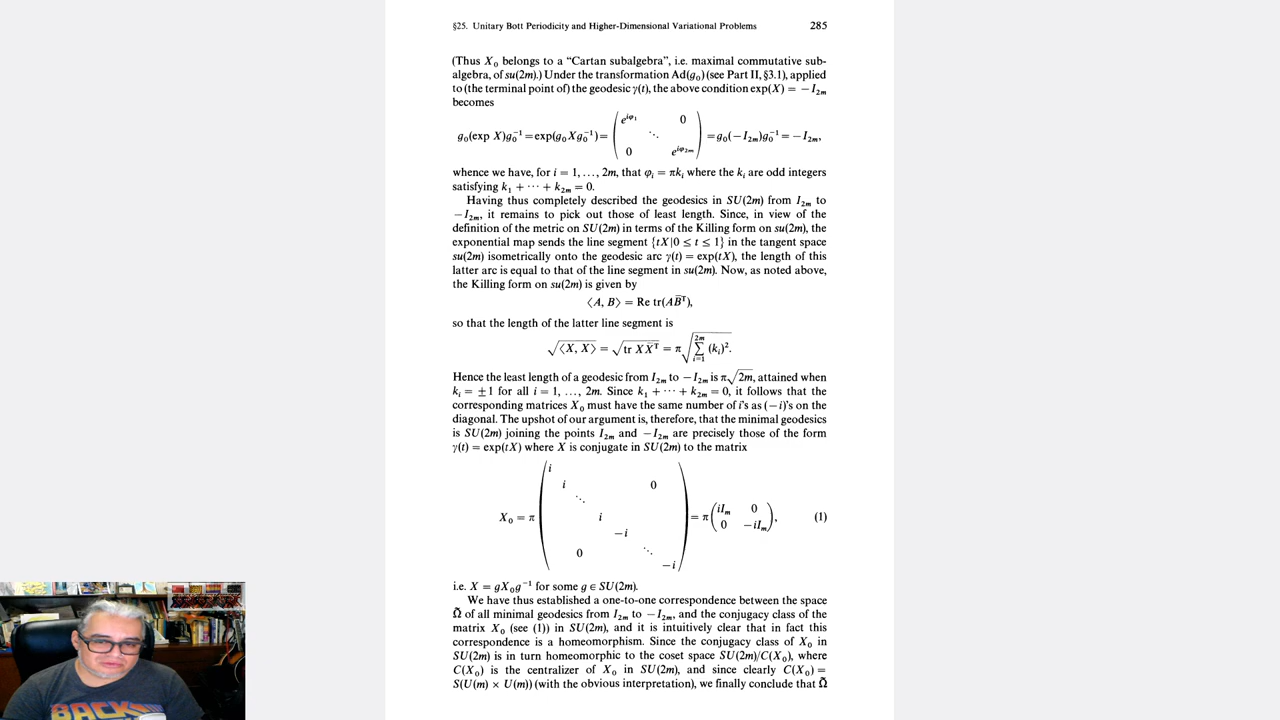 §25. Unitary Bott Periodicity and Higher-Dimensional Variational Problems 285
(Thus X₀ belongs to a “Cartan subalgebra”, i.e. maximal commutative sub-
algebra, of su(2m).) Under the transformation Ad(g₀) (see Part II, §3.1), applied
to (the terminal point of) the geodesic γ(t), the above condition exp(X) = −I₂ₘ
becomes
g₀(exp X)g₀⁻¹ = exp(g₀Xg₀⁻¹) = ( e^{iφ₁} 0 ⋱ 0 e^{iφ₂ₘ} ) = g₀(−I₂ₘ)g₀⁻¹ = −I₂ₘ,
whence we have, for i = 1, ..., 2m, that φᵢ = πkᵢ where the kᵢ are odd integers
satisfying k₁ + ⋯ + k₂ₘ = 0.
Having thus completely described the geodesics in SU(2m) from I₂ₘ to
−I₂ₘ, it remains to pick out those of least length. Since, in view of the
definition of the metric on SU(2m) in terms of the Killing form on su(2m), the
exponential map sends the line segment {tX|0 ≤ t ≤ 1} in the tangent space
su(2m) isometrically onto the geodesic arc γ(t) = exp(tX), the length of this
latter arc is equal to that of the line segment in su(2m). Now, as noted above,
the Killing form on su(2m) is given by
⟨A, B⟩ = Re tr(AB̄ᵀ),
so that the length of the latter line segment is
√⟨X, X⟩ = √tr XX̄ᵀ = π √∑_{i=1}^{2m} (kᵢ)².
Hence the least length of a geodesic from I₂ₘ to −I₂ₘ is π√2m, attained when
kᵢ = ±1 for all i = 1, ..., 2m. Since k₁ + ⋯ + k₂ₘ = 0, it follows that the
corresponding matrices X₀ must have the same number of i's as (−i)'s on the
diagonal. The upshot of our argument is, therefore, that the minimal geodesics
is SU(2m) joining the points I₂ₘ and −I₂ₘ are precisely those of the form
γ(t) = exp(tX) where X is conjugate in SU(2m) to the matrix
X₀ = π ( i i ⋱ 0 i −i 0 ⋱ −i ) = π ( iIₘ 0 0 −iIₘ ), (1)
i.e. X = gX₀g⁻¹ for some g ∈ SU(2m).
We have thus established a one-to-one correspondence between the space
Ω̃ of all minimal geodesics from I₂ₘ to −I₂ₘ, and the conjugacy class of the
matrix X₀ (see (1)) in SU(2m), and it is intuitively clear that in fact this
correspondence is a homeomorphism. Since the conjugacy class of X₀ in
SU(2m) is in turn homeomorphic to the coset space SU(2m)/C(X₀), where
C(X₀) is the centralizer of X₀ in SU(2m), and since clearly C(X₀) =
S(U(m) × U(m)) (with the obvious interpretation), we finally conclude that Ω̃
BACK